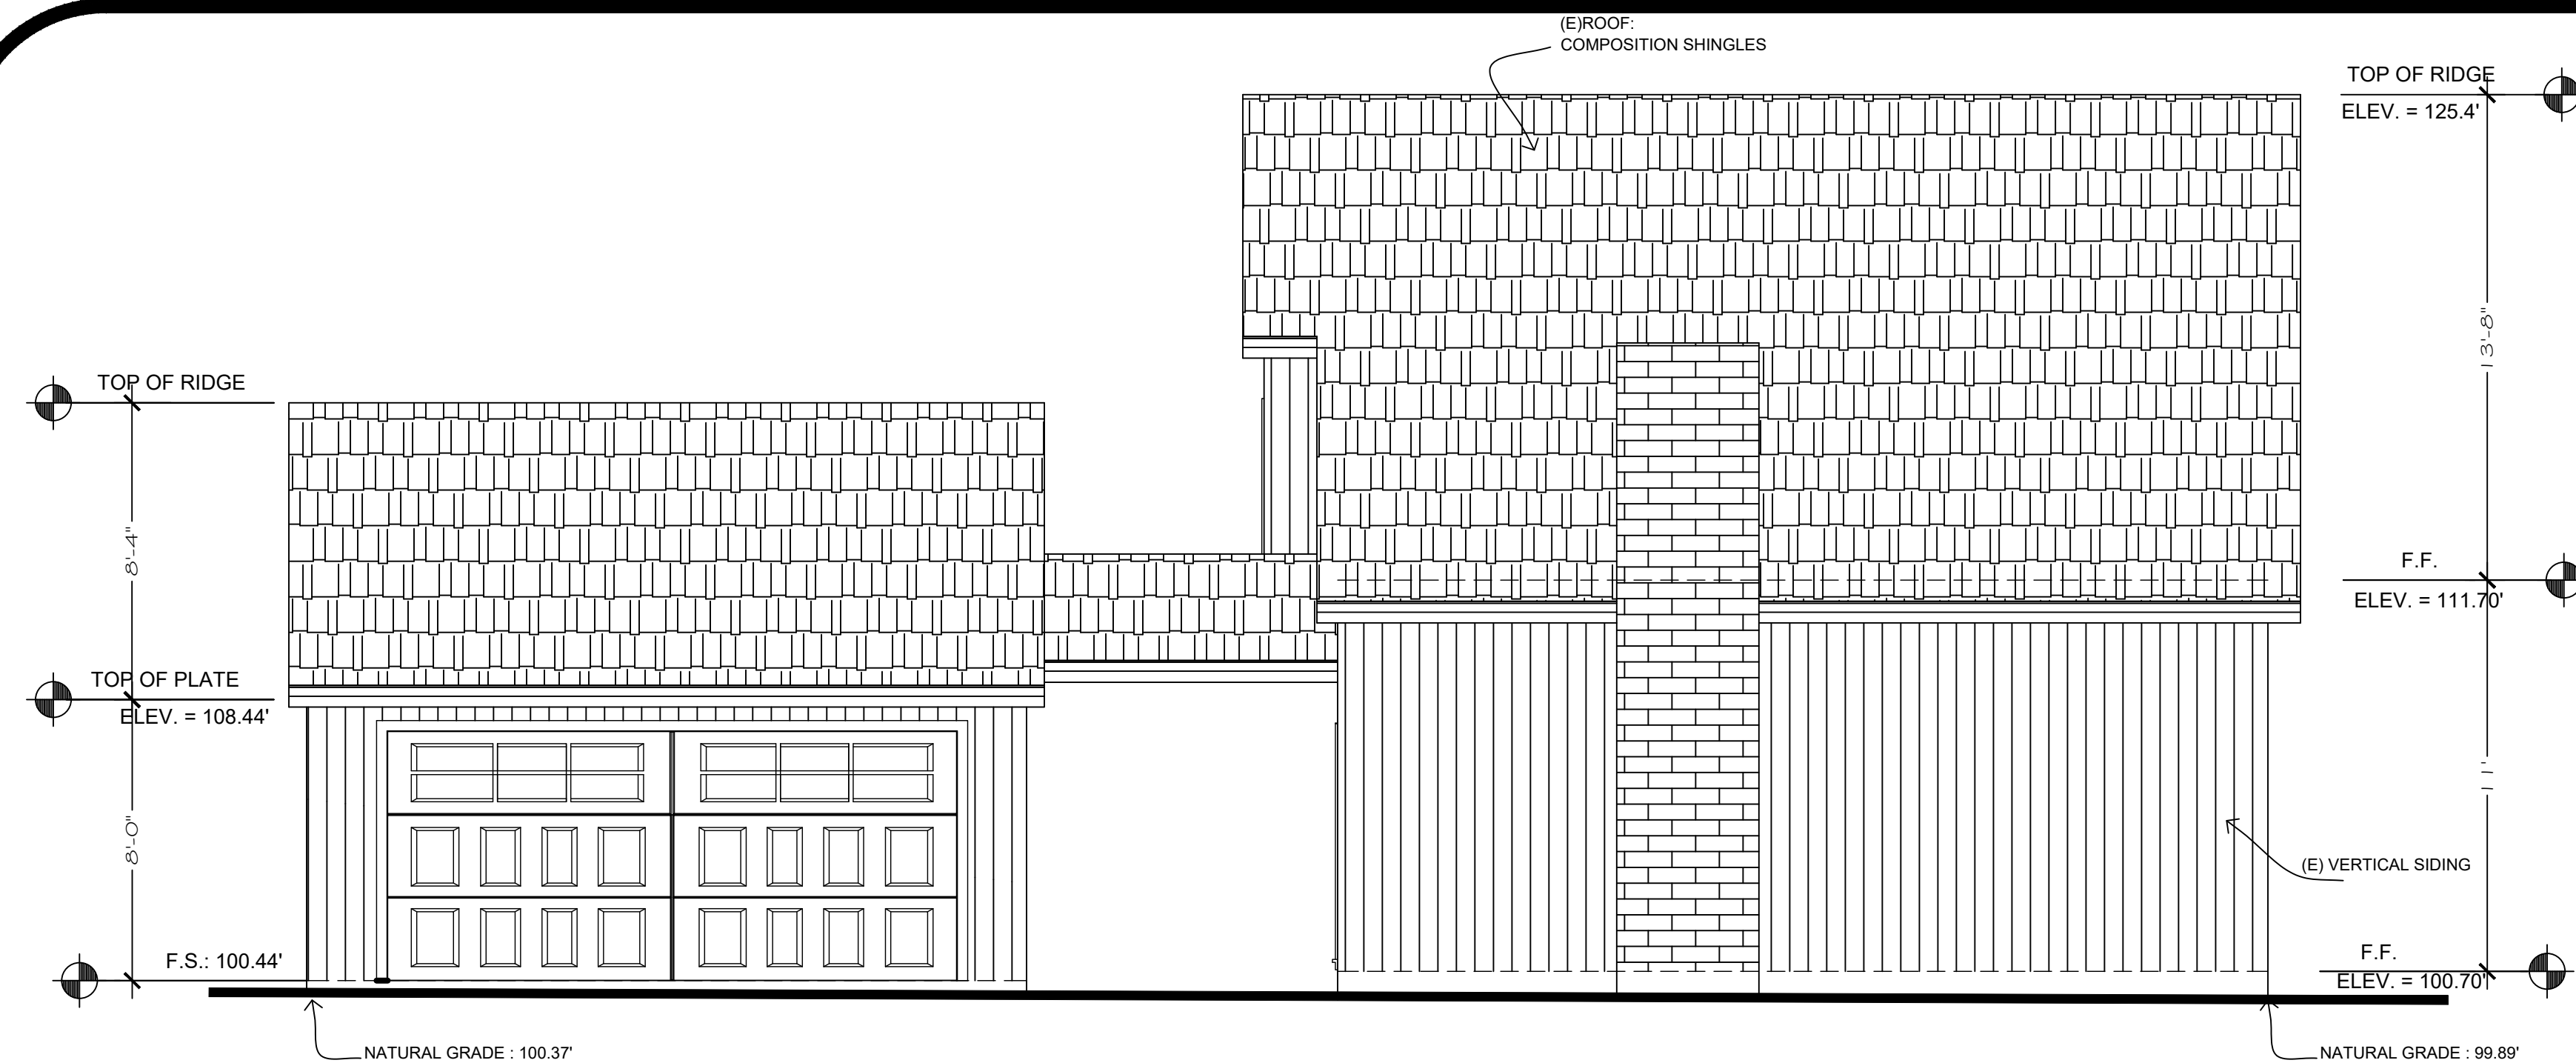 (E)ROOF:
COMPOSITION SHINGLES
TOP OF RIDGE
ELEV. = 125.4'
13'-8"
TOP OF RIDGE
8'-4"
F.F.
ELEV. = 111.70'
TOP OF PLATE
ELEV. = 108.44'
11'
8'-0"
(E) VERTICAL SIDING
F.S.: 100.44'
F.F.
ELEV. = 100.70'
NATURAL GRADE : 100.37'
NATURAL GRADE : 99.89'